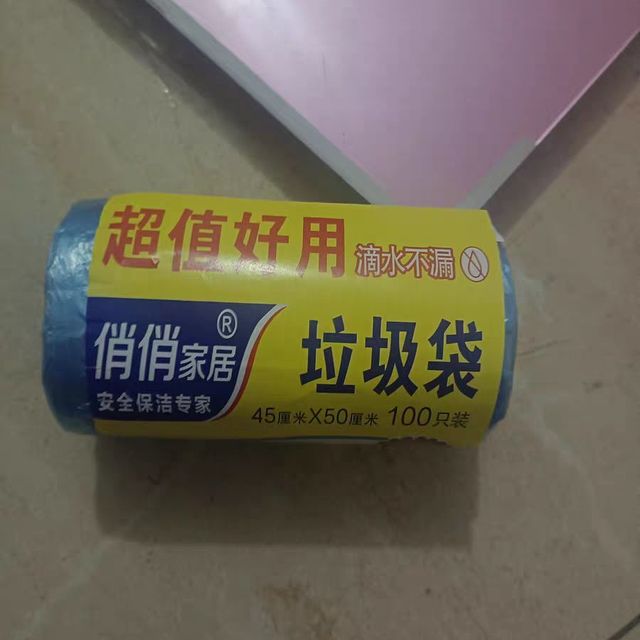 超值好用 滴水不漏
俏俏家居®
安全保洁专家
垃圾袋
45厘米X50厘米 100只装